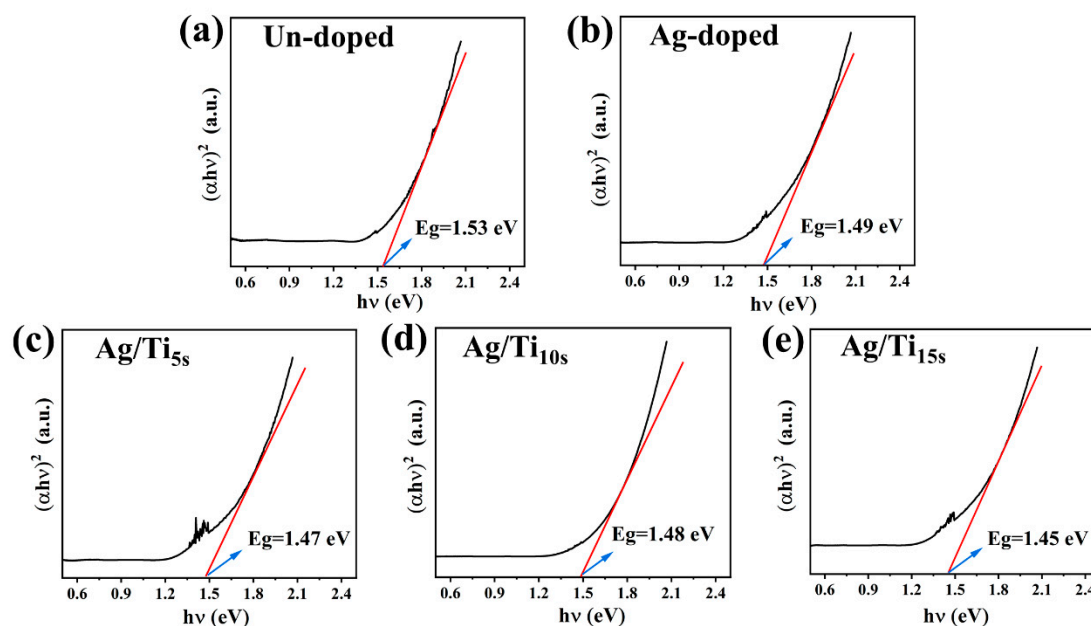 (a)
Un-doped
(αhν)² (a.u.)
Eg=1.53 eV
0.6 0.9 1.2 1.5 1.8 2.1 2.4
hν (eV)
(b)
Ag-doped
(αhν)² (a.u.)
Eg=1.49 eV
0.6 0.9 1.2 1.5 1.8 2.1 2.4
hν (eV)
(c)
Ag/Ti5s
(αhν)² (a.u.)
Eg=1.47 eV
0.6 0.9 1.2 1.5 1.8 2.1 2.4
hν (eV)
(d)
Ag/Ti10s
(αhν)² (a.u.)
Eg=1.48 eV
0.6 0.9 1.2 1.5 1.8 2.1 2.4
hν (eV)
(e)
Ag/Ti15s
(αhν)² (a.u.)
Eg=1.45 eV
0.6 0.9 1.2 1.5 1.8 2.1 2.4
hν (eV)